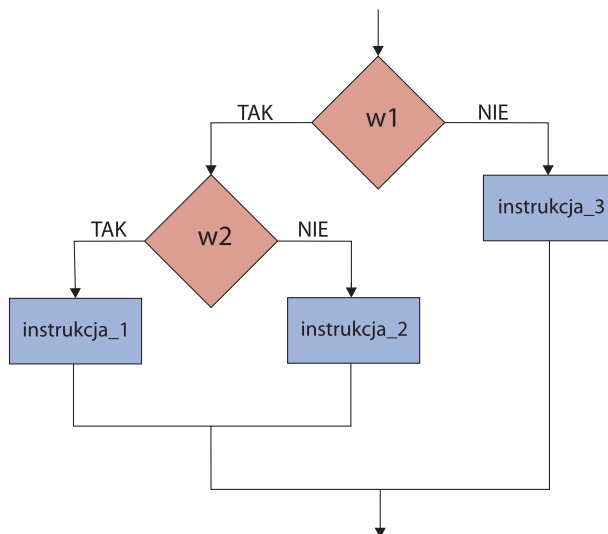 w1
TAK
NIE
instrukcja_3
w2
TAK
NIE
instrukcja_1
instrukcja_2